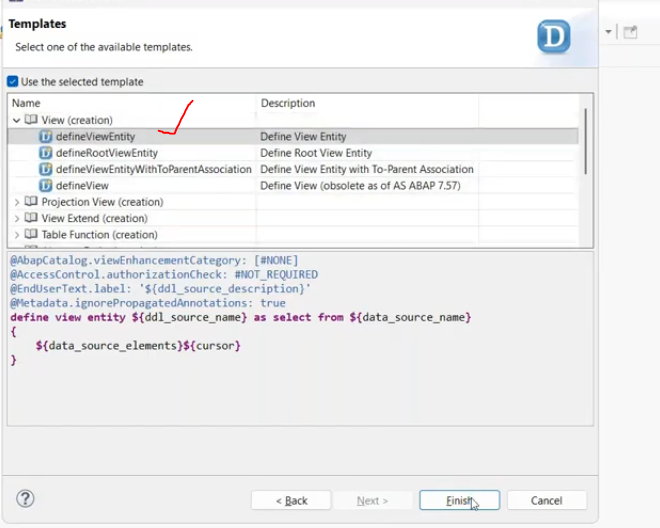 Templates
Select one of the available templates.
D
Use the selected template
Name Description
View (creation)
defineViewEntity Define View Entity
defineRootViewEntity Define Root View Entity
defineViewEntityWithToParentAssociation Define View Entity with To-Parent Association
defineView Define View (obsolete as of AS ABAP 7.57)
Projection View (creation)
View Extend (creation)
Table Function (creation)
@AbapCatalog.viewEnhancementCategory: [#NONE]
@AccessControl.authorizationCheck: #NOT_REQUIRED
@EndUserText.label: '${ddl_source_description}'
@Metadata.ignorePropagatedAnnotations: true
define view entity ${ddl_source_name} as select from ${data_source_name}
{
${data_source_elements}${cursor}
}
? < Back Next > Finish Cancel